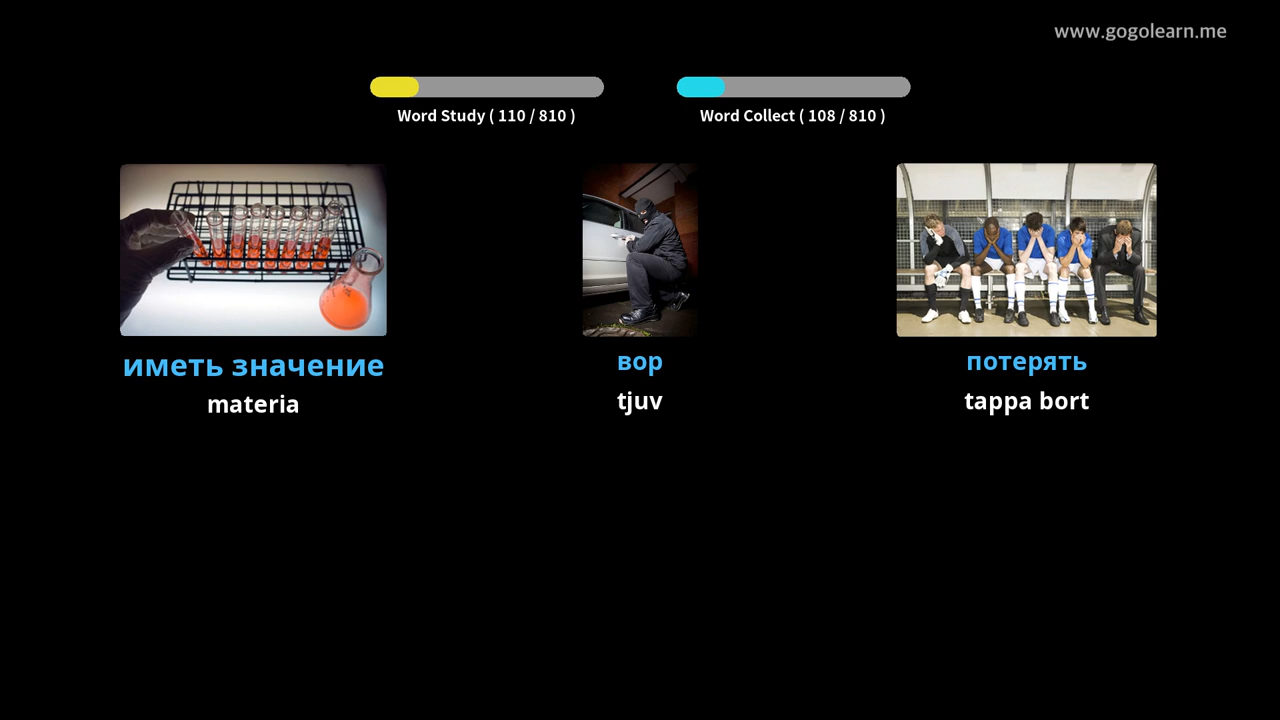 www.gogolearn.me
Word Study ( 110 / 810 )
Word Collect ( 108 / 810 )
иметь значение
materia
вор
tjuv
потерять
tappa bort